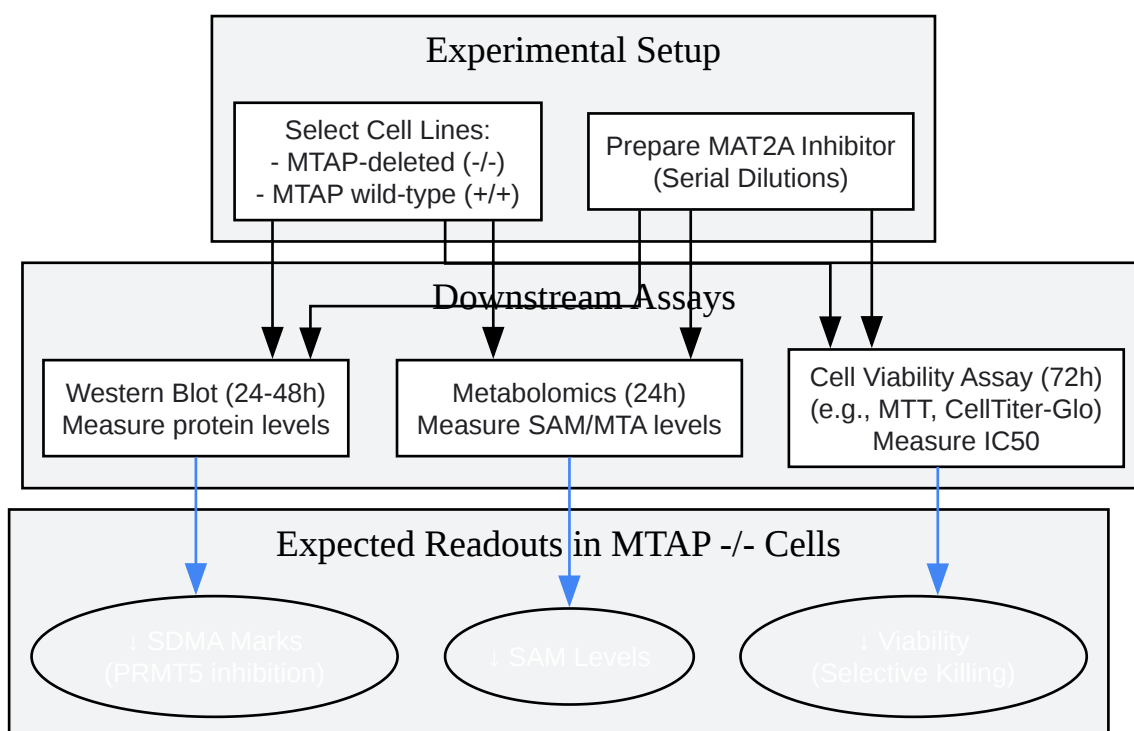 Experimental Setup
Select Cell Lines:
- MTAP-deleted (-/-)
- MTAP wild-type (+/+)
Prepare MAT2A Inhibitor
(Serial Dilutions)
Downstream Assays
Western Blot (24-48h)
Measure protein levels
Metabolomics (24h)
Measure SAM/MTA levels
Cell Viability Assay (72h)
(e.g., MTT, CellTiter-Glo)
Measure IC50
Expected Readouts in MTAP -/- Cells
↓ SDMA Marks
(PRMT5 inhibition)
↓ SAM Levels
↓ Viability
(Selective Killing)